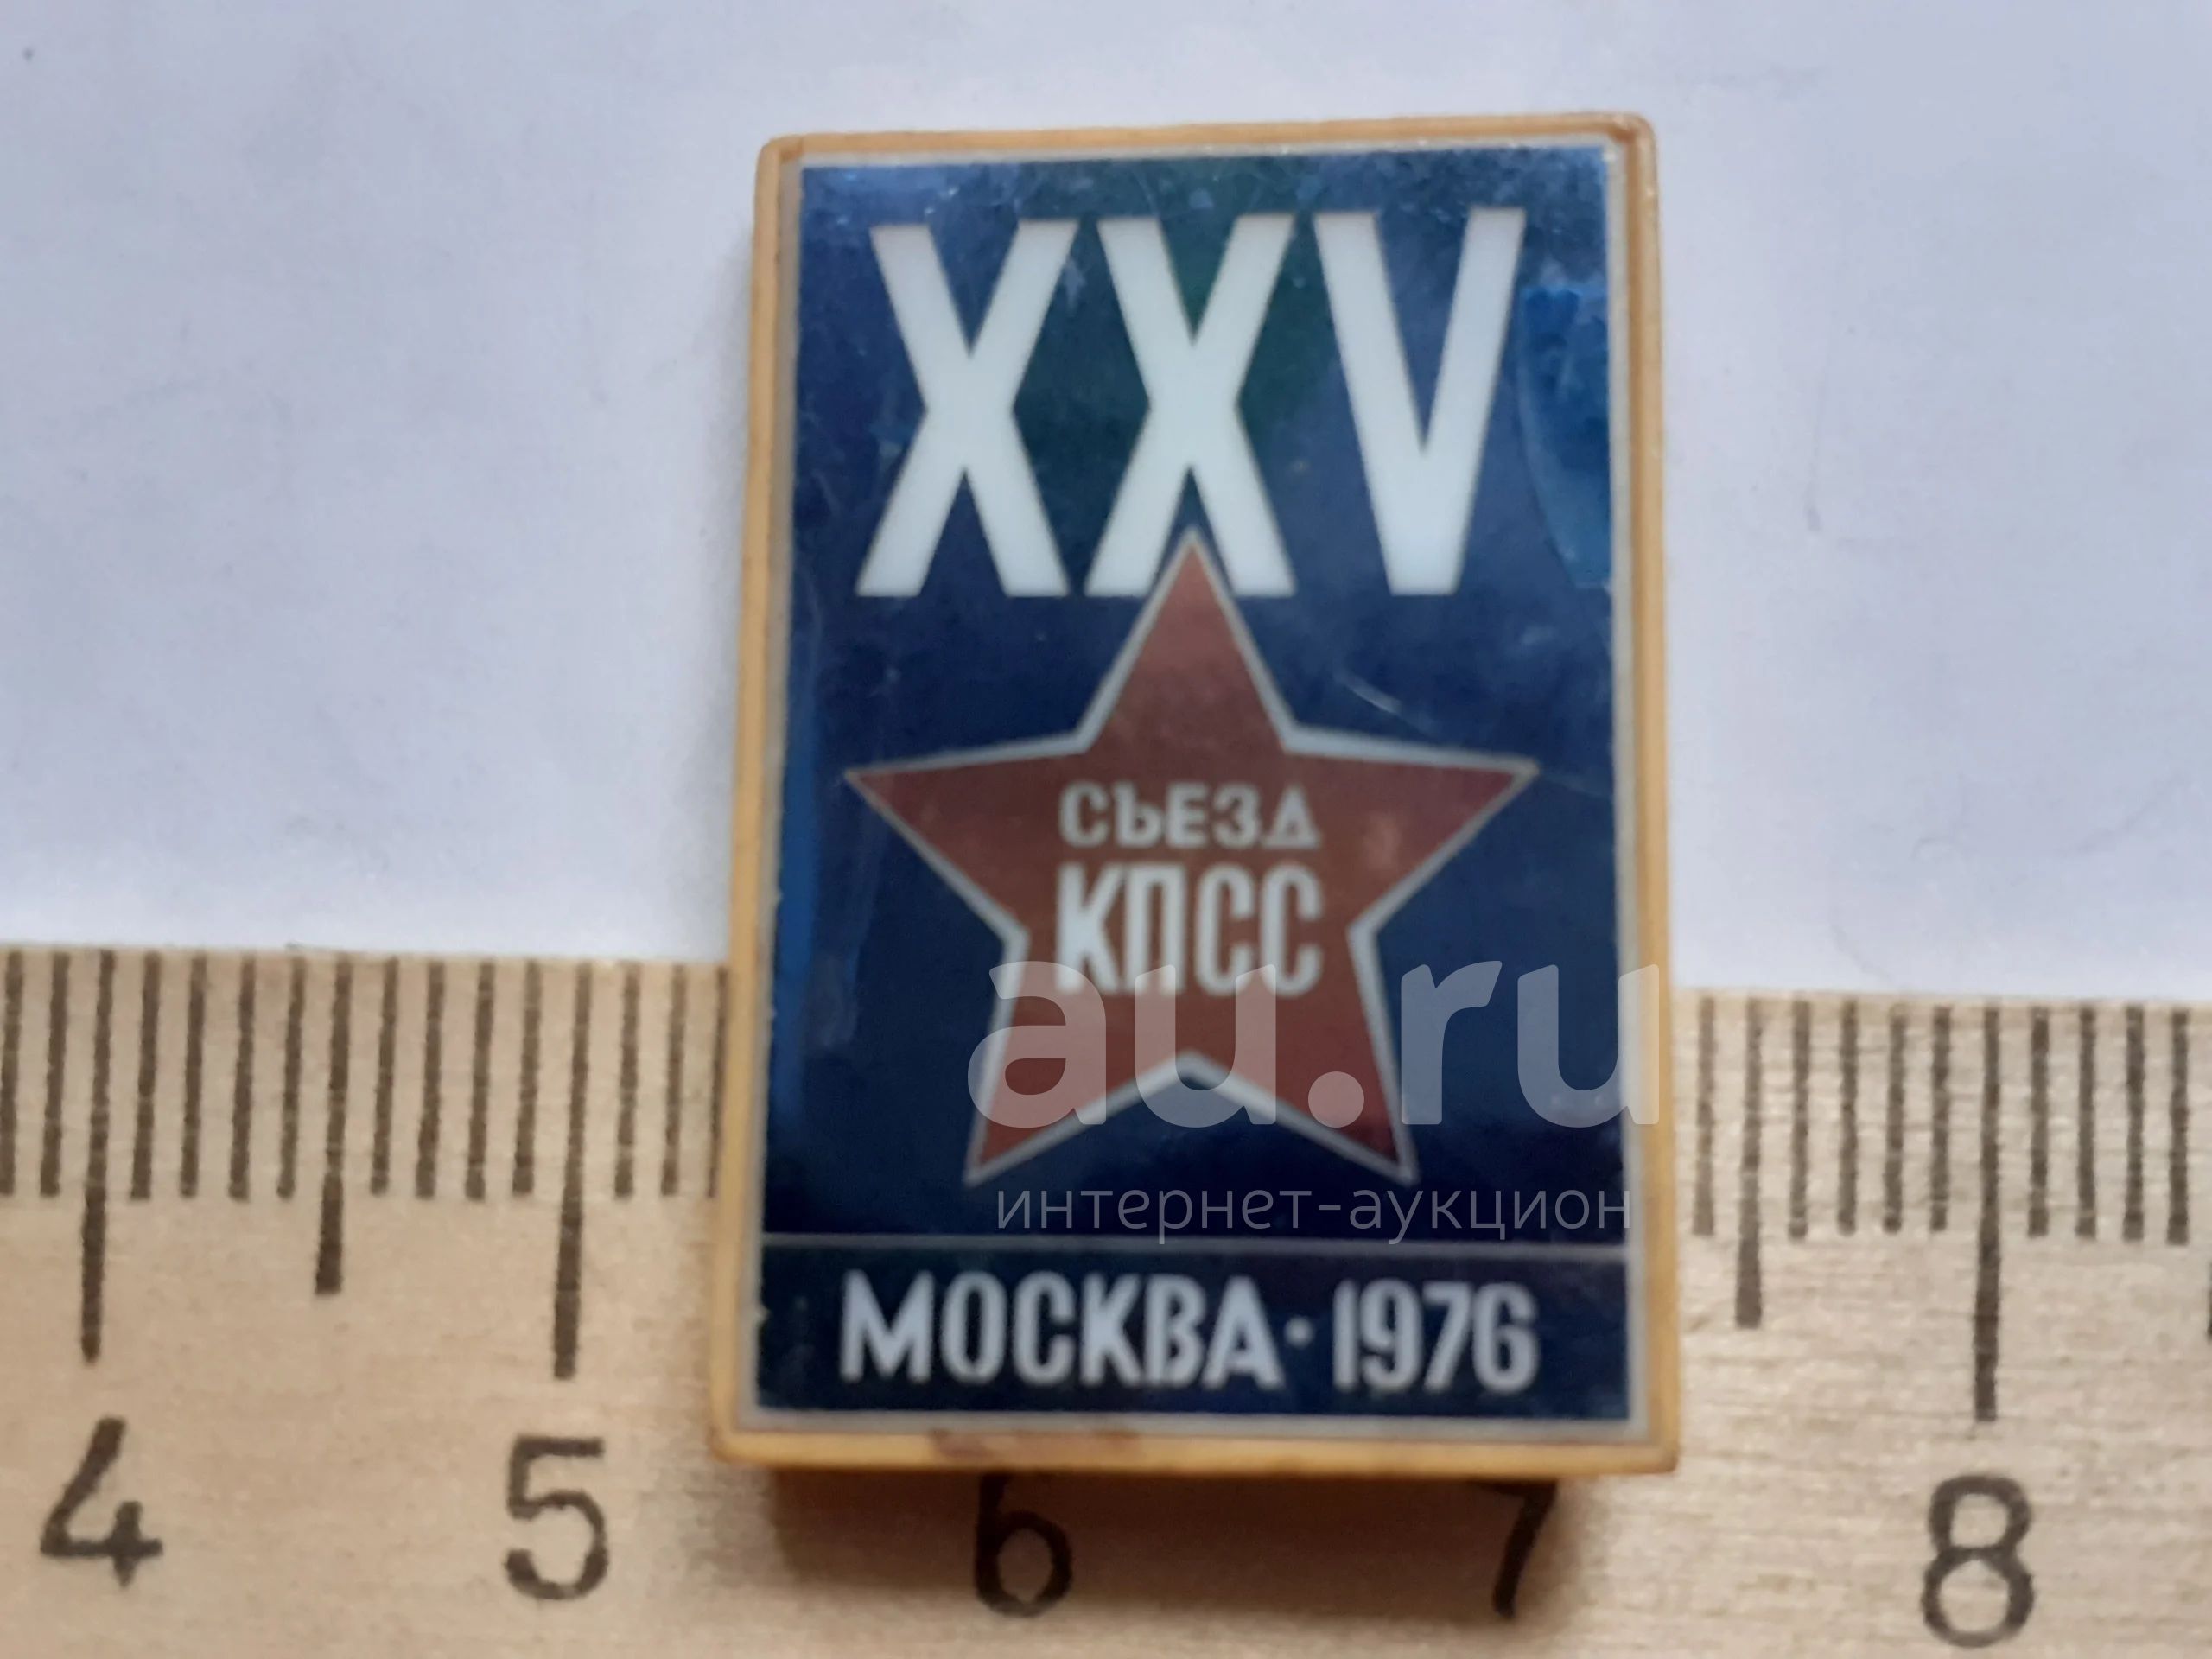 XXV
СЪЕЗД
КПСС
au.ru
интернет-аукцион
МОСКВА · 1976
4 5 6 7 8